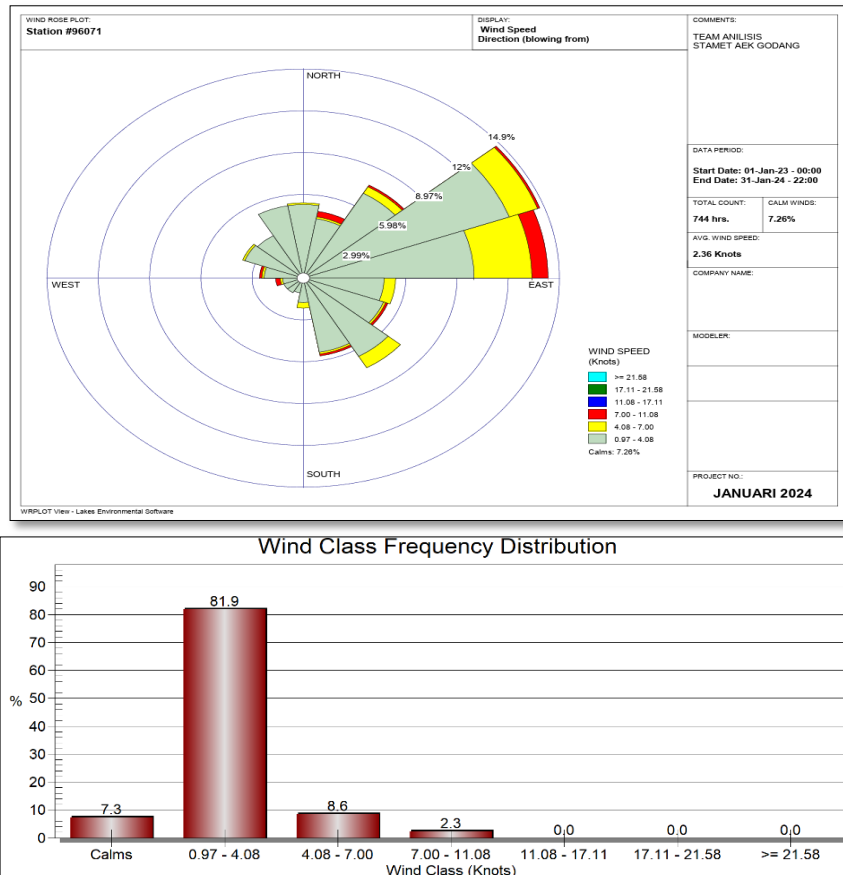 WIND ROSE PLOT:
Station #96071
DISPLAY:
Wind Speed
Direction (blowing from)
COMMENTS:
TEAM ANILISIS
STAMET AEK GODANG
NORTH
14.9%
12%
8.97%
5.98%
2.99%
WEST
EAST
SOUTH
WIND SPEED
(Knots)
>= 21.58
17.11 - 21.58
11.08 - 17.11
7.00 - 11.08
4.08 - 7.00
0.97 - 4.08
Calms: 7.26%
DATA PERIOD:
Start Date: 01-Jan-23 - 00:00
End Date: 31-Jan-24 - 22:00
TOTAL COUNT:
744 hrs.
CALM WINDS:
7.26%
AVG. WIND SPEED:
2.36 Knots
COMPANY NAME:
MODELER:
PROJECT NO.:
JANUARI 2024
WRPLOT View - Lakes Environmental Software
Wind Class Frequency Distribution
90
80
70
60
50
40
30
20
10
0
%
7.3
81.9
8.6
2.3
0.0
0.0
0.0
Calms
0.97 - 4.08
4.08 - 7.00
7.00 - 11.08
11.08 - 17.11
17.11 - 21.58
>= 21.58
Wind Class (Knots)